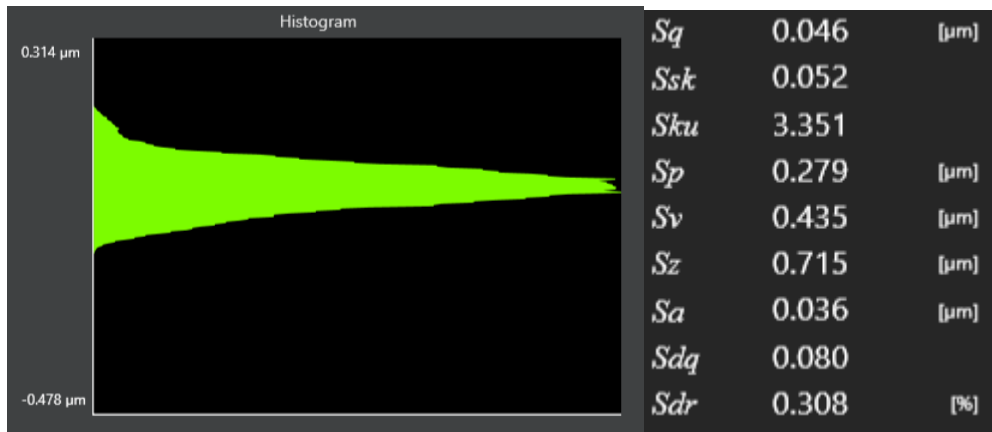 Histogram
0.314 µm
-0.478 µm
Sq 0.046 [µm]
Ssk 0.052
Sku 3.351
Sp 0.279 [µm]
Sv 0.435 [µm]
Sz 0.715 [µm]
Sa 0.036 [µm]
Sdq 0.080
Sdr 0.308 [%]